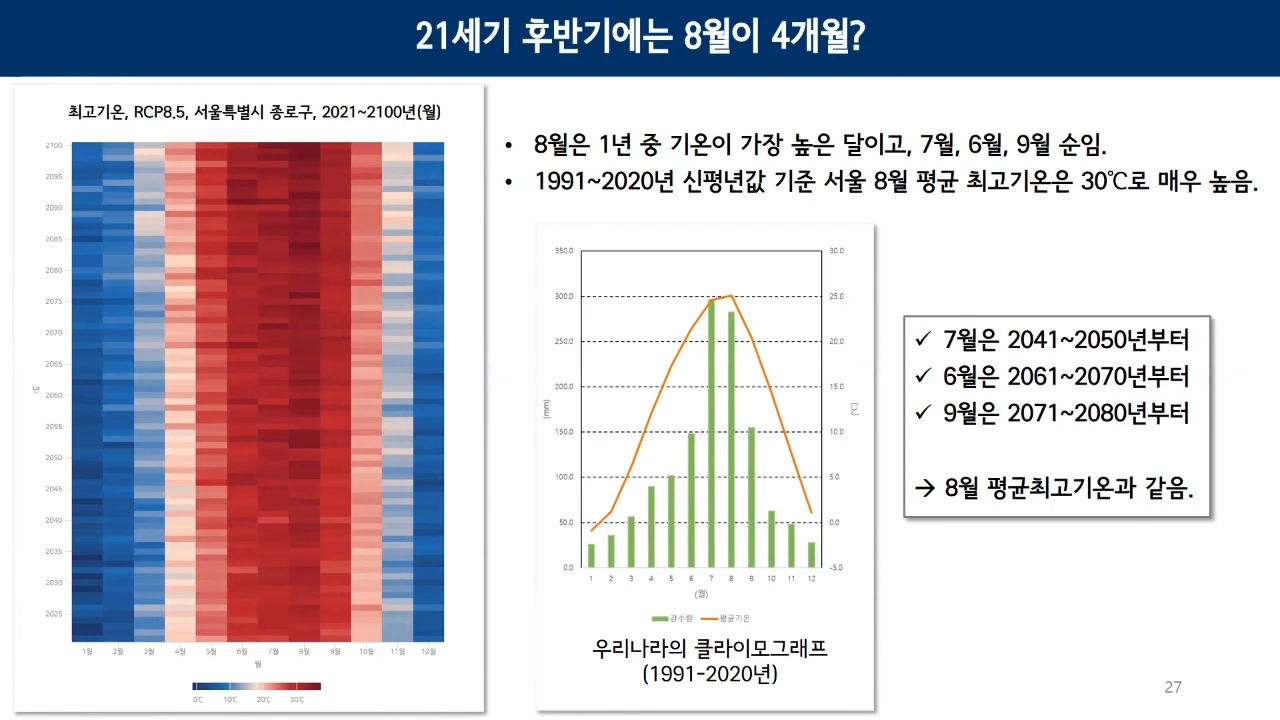 21세기 후반기에는 8월이 4개월?
최고기온, RCP8.5, 서울특별시 종로구, 2021~2100년(월)
2100
2095
2090
2085
2080
2075
2070
2065
2060
2055
2050
2045
2040
2035
2030
2025
년
1월 2월 3월 4월 5월 6월 7월 8월 9월 10월 11월 12월
월
0℃ 10℃ 20℃ 30℃
• 8월은 1년 중 기온이 가장 높은 달이고, 7월, 6월, 9월 순임.
• 1991~2020년 신평년값 기준 서울 8월 평균 최고기온은 30℃로 매우 높음.
350.0
300.0
250.0
200.0
150.0
100.0
50.0
0.0
(mm)
30.0
25.0
20.0
15.0
10.0
5.0
0.0
-5.0
(℃)
1 2 3 4 5 6 7 8 9 10 11 12
(월)
강수량 평균기온
우리나라의 클라이모그래프
(1991-2020년)
✓ 7월은 2041~2050년부터
✓ 6월은 2061~2070년부터
✓ 9월은 2071~2080년부터
→ 8월 평균최고기온과 같음.
27